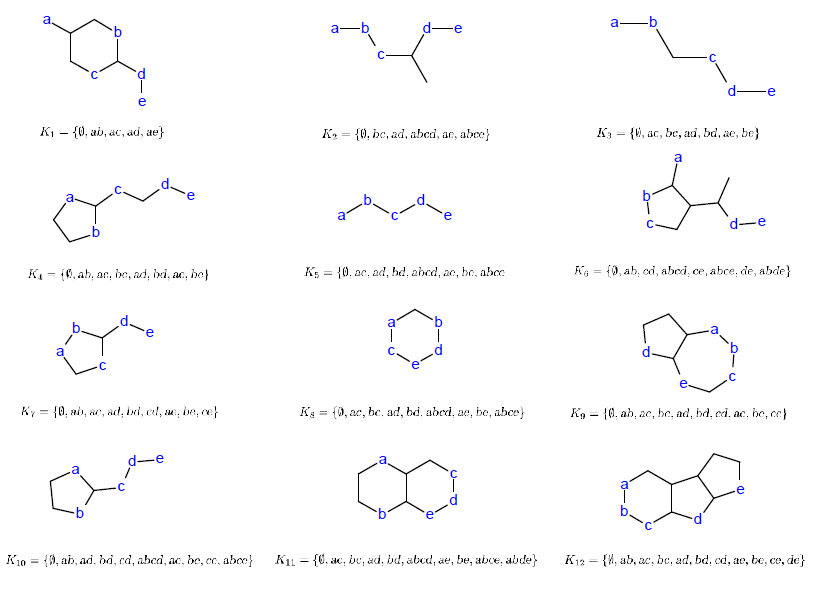 a
b
c d
e
K₁ = {∅, ab, ac, ad, ae}
a b d e
c
K₂ = {∅, bc, ad, abcd, ae, abce}
a b
c
d e
K₃ = {∅, ac, bc, ad, bd, ae, be}
a c d e
b
K₄ = {∅, ab, ac, bc, ad, bd, ae, be}
b d
a c e
K₅ = {∅, ac, ad, bd, abcd, ae, be, abce
a
b
c d e
K₆ = {∅, ab, cd, abcd, ce, abce, de, abde}
b d e
a
c
K₇ = {∅, ab, ac, ad, bd, cd, ae, be, ce}
a b
c d
e
K₈ = {∅, ac, bc, ad, bd, abcd, ae, be, abce}
a
d b
e c
K₉ = {∅, ab, ac, bc, ad, bd, cd, ae, be, ce}
d e
a
c
b
K₁₀ = {∅, ab, ad, bd, cd, abcd, ae, be, ce, abce}
a
c
d
b e
K₁₁ = {∅, ac, bc, ad, bd, abcd, ae, be, abce, abde}
a e
b
c d
K₁₂ = {∅, ab, ac, bc, ad, bd, cd, ae, be, ce, de}